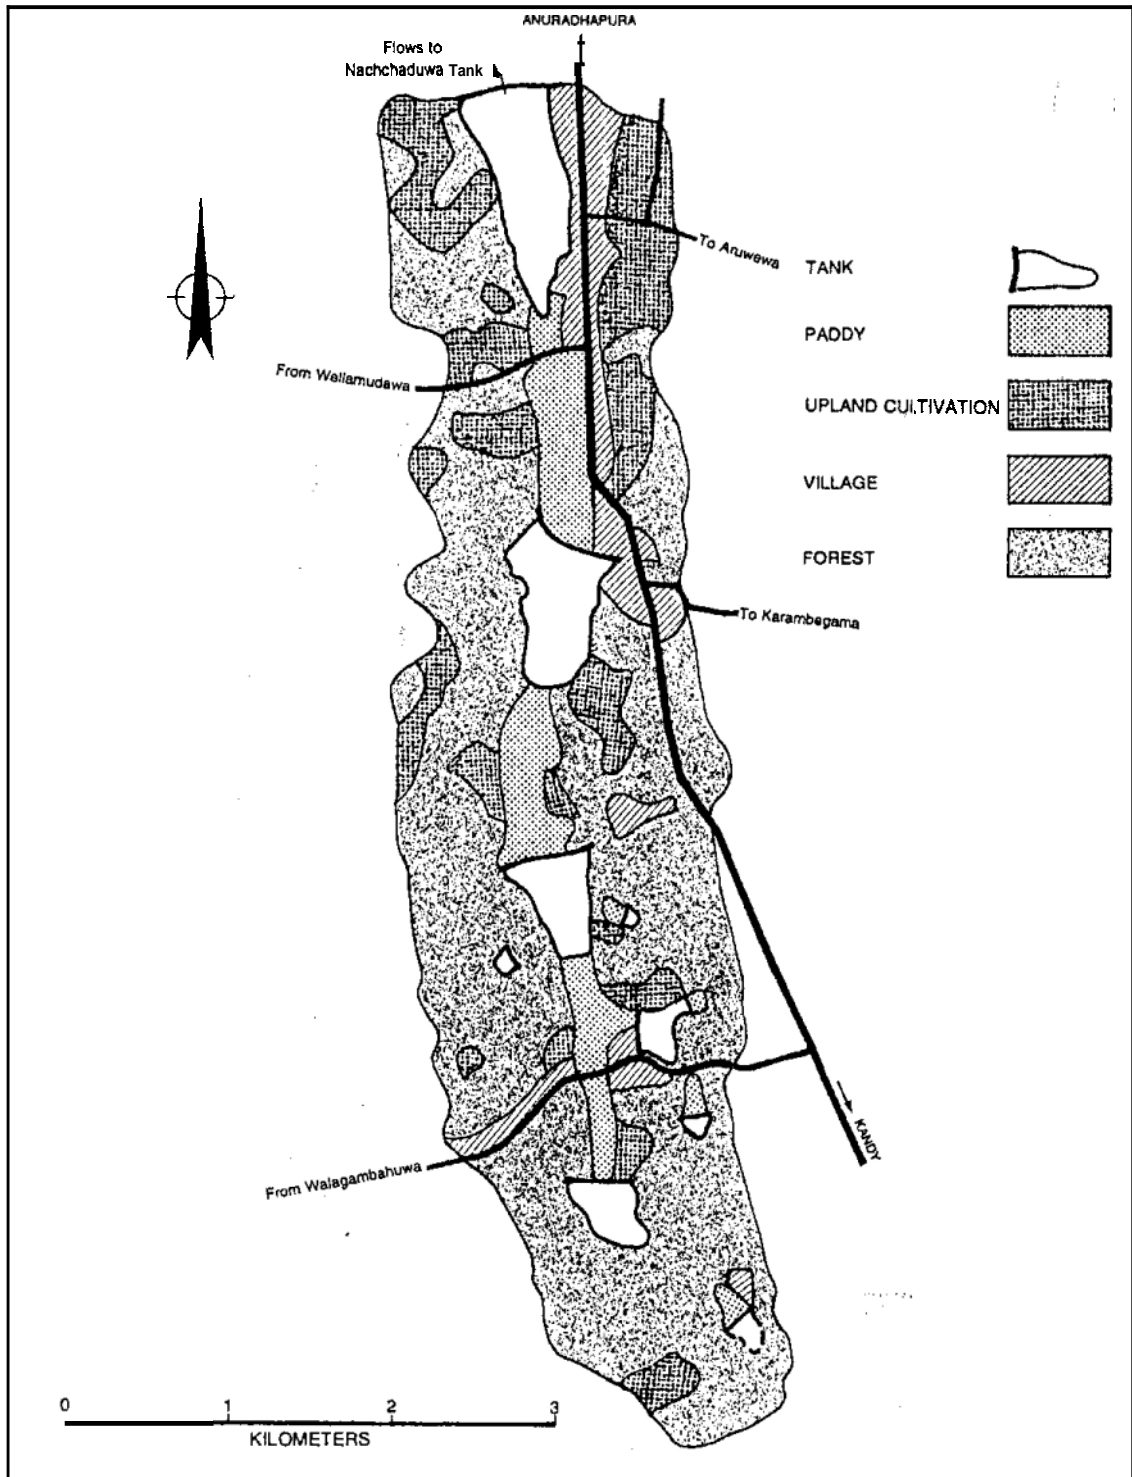 ANURADHAPURA
Flows to
Nachchaduwa Tank
To Aruwewa
TANK
PADDY
From Wallamudawa
UPLAND CULTIVATION
VILLAGE
FOREST
To Karambegama
KANDY
From Walagambahuwa
0 1 2 3
KILOMETERS